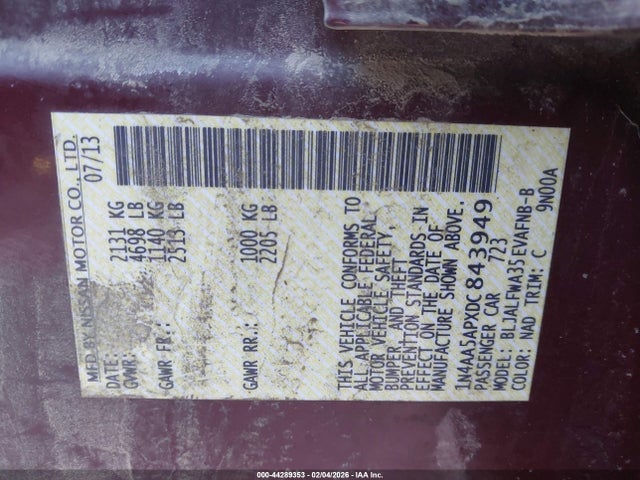 MFD BY NISSAN MOTOR CO., LTD.
DATE: 07/13
GVWR: 2131 KG
4698 LB
GAWR FR.: 1140 KG
2513 LB
GAWR RR.: 1000 KG
2205 LB
THIS VEHICLE CONFORMS TO
ALL APPLICABLE FEDERAL
MOTOR VEHICLE SAFETY,
BUMPER, AND THEFT
PREVENTION STANDARDS IN
EFFECT ON THE DATE OF
MANUFACTURE SHOWN ABOVE.
1N4AA5APXDC843949
PASSENGER CAR 723
MODEL: BLJALFWA35EVAFNB-B
COLOR: NAD TRIM: C 9N00A
000-44289353 - 02/04/2026 - IAA Inc.